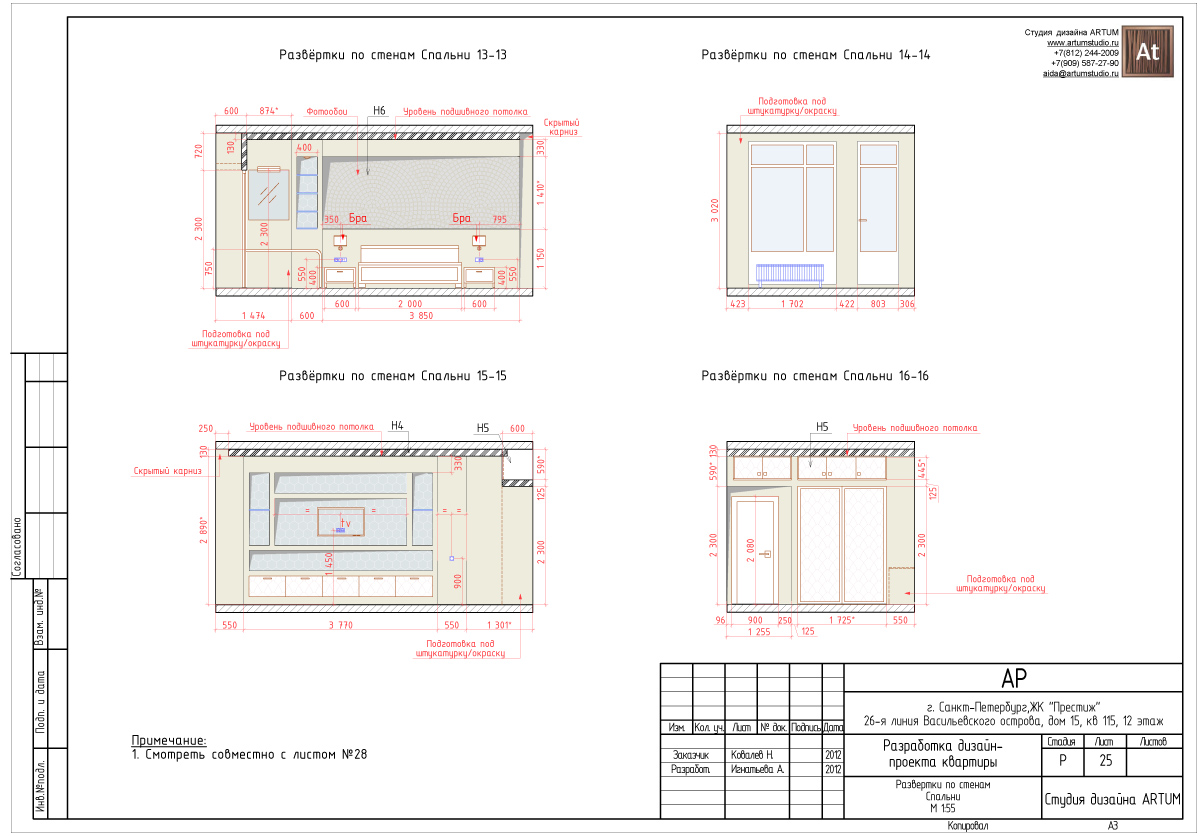 Студия дизайна ARTUM
www.artumstudio.ru
+7(812) 244-2009
+7(909) 587-27-90
aida@artumstudio.ru
At
Развёртки по стенам Спальни 13-13
600
874*
Фотообои
Н6
Уровень подшивного потолка
Скрытый
карниз
720
130
400
330
1 410*
2 300
2 300
350
Бра
Бра
795
750
550
400
400
550
1 150
600
2 000
600
1 474
600
3 850
Подготовка под
штукатурку/окраску
Развёртки по стенам Спальни 14-14
Подготовка под
штукатурку/окраску
3 020
423
1 702
422
803
306
Развёртки по стенам Спальни 15-15
250
Уровень подшивного потолка
Н4
Н5
600
130
Скрытый карниз
330
590*
125
2 890*
tv
1 450
900
2 300
550
3 770
550
1 301*
Подготовка под
штукатурку/окраску
Развёртки по стенам Спальни 16-16
Н5
Уровень подшивного потолка
130
590*
445*
125
2 300
2 080
2 300
Подготовка под
штукатурку/окраску
96
900
250
1 725*
550
1 255
125
Примечание:
1. Смотреть совместно с листом №28
Согласовано
Взам. инд.№
Подп. и дата
Инв.№подл.
АР
г. Санкт-Петербург,ЖК "Престиж"
26-я линия Васильевского острова, дом 15, кв 115, 12 этаж
Изм.
Кол. уч.
Лист
№ док.
Подпись
Дата
Заказчик
Ковалев Н.
2012
Разработ.
Игнатьева А.
2012
Разработка дизайн-
проекта квартиры
Стадия
Лист
Листов
Р
25
Развертки по стенам
Спальни
М 1:55
Студия дизайна ARTUM
Копировал
А3